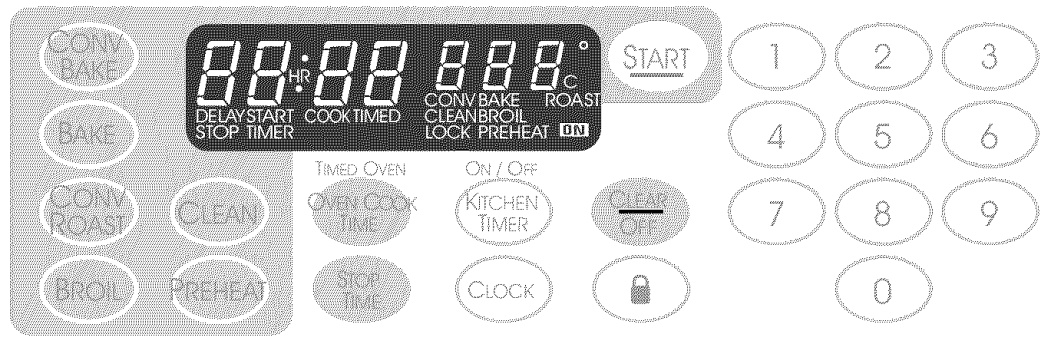 CONV
BAKE
88:88 888°
HR
C
CONV BAKE ROAST
DELAY START COOK TIMED CLEAN BROIL
STOP TIMER LOCK PREHEAT ON
START
1 2 3
BAKE
4 5 6
TIMED OVEN
ON / OFF
CONV
ROAST
CLEAN
OVEN COOK
TIME
KITCHEN
TIMER
CLEAR
OFF
7 8 9
BROIL
PREHEAT
STOP
TIME
CLOCK
0